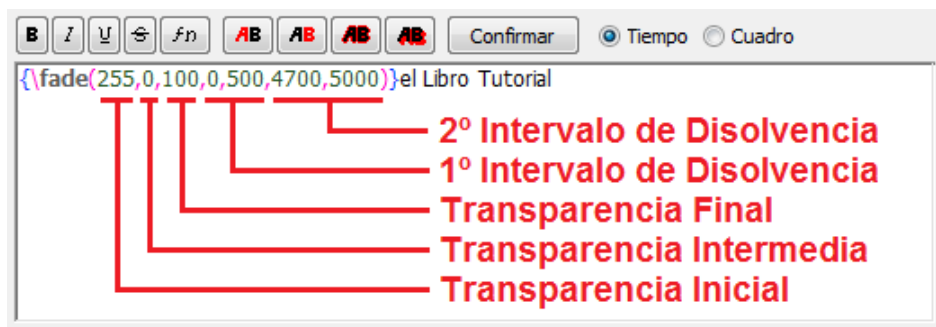 B I U S fn AB AB AB AB Confirmar Tiempo Cuadro
{\fade(255,0,100,0,500,4700,5000)}el Libro Tutorial
2º Intervalo de Disolvencia
1º Intervalo de Disolvencia
Transparencia Final
Transparencia Intermedia
Transparencia Inicial